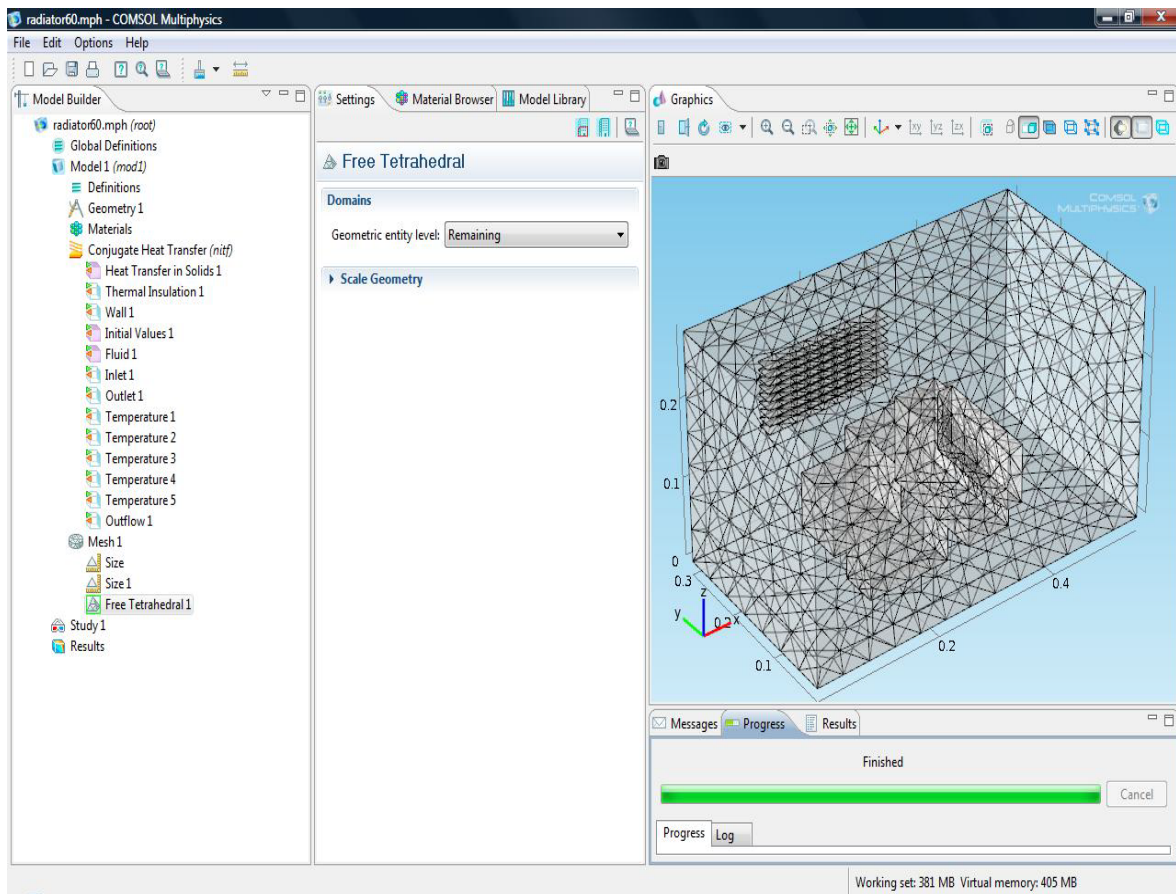 radiator60.mph - COMSOL Multiphysics
File Edit Options Help
Model Builder
radiator60.mph (root)
Global Definitions
Model 1 (mod1)
Definitions
Geometry 1
Materials
Conjugate Heat Transfer (nitf)
Heat Transfer in Solids 1
Thermal Insulation 1
Wall 1
Initial Values 1
Fluid 1
Inlet 1
Outlet 1
Temperature 1
Temperature 2
Temperature 3
Temperature 4
Temperature 5
Outflow 1
Mesh 1
Size
Size 1
Free Tetrahedral 1
Study 1
Results
Settings Material Browser Model Library
Free Tetrahedral
Domains
Geometric entity level: Remaining
Scale Geometry
Graphics
xy yz zx
COMSOL
MULTIPHYSICS
0.2
0.1
0
0.3
z
y
x
0.2
0.1
0.4
0.2
Messages Progress Results
Finished
Cancel
Progress Log
Working set: 381 MB Virtual memory: 405 MB